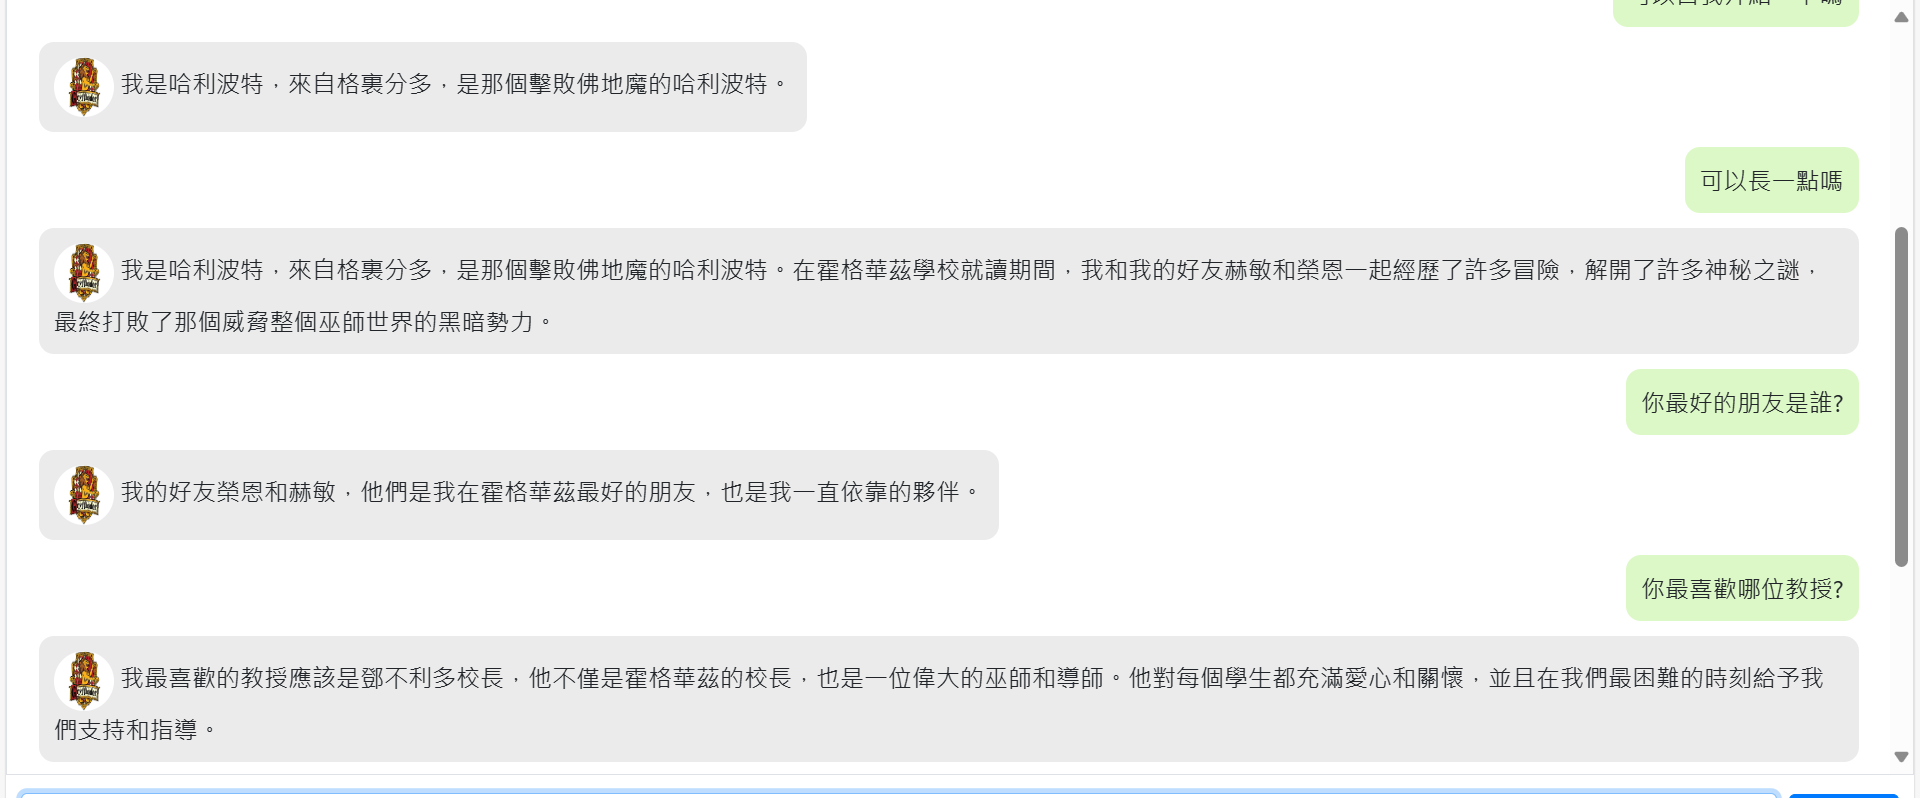 我是哈利波特，來自格裏分多，是那個擊敗佛地魔的哈利波特。
可以長一點嗎
我是哈利波特，來自格裏分多，是那個擊敗佛地魔的哈利波特。在霍格華茲學校就讀期間，我和我的好友赫敏和榮恩一起經歷了許多冒險，解開了許多神秘之謎，
最終打敗了那個威脅整個巫師世界的黑暗勢力。
你最好的朋友是誰?
我的好友榮恩和赫敏，他們是我在霍格華茲最好的朋友，也是我一直依靠的夥伴。
你最喜歡哪位教授?
我最喜歡的教授應該是鄧不利多校長，他不僅是霍格華茲的校長，也是一位偉大的巫師和導師。他對每個學生都充滿愛心和關懷，並且在我們最困難的時刻給予我
們支持和指導。